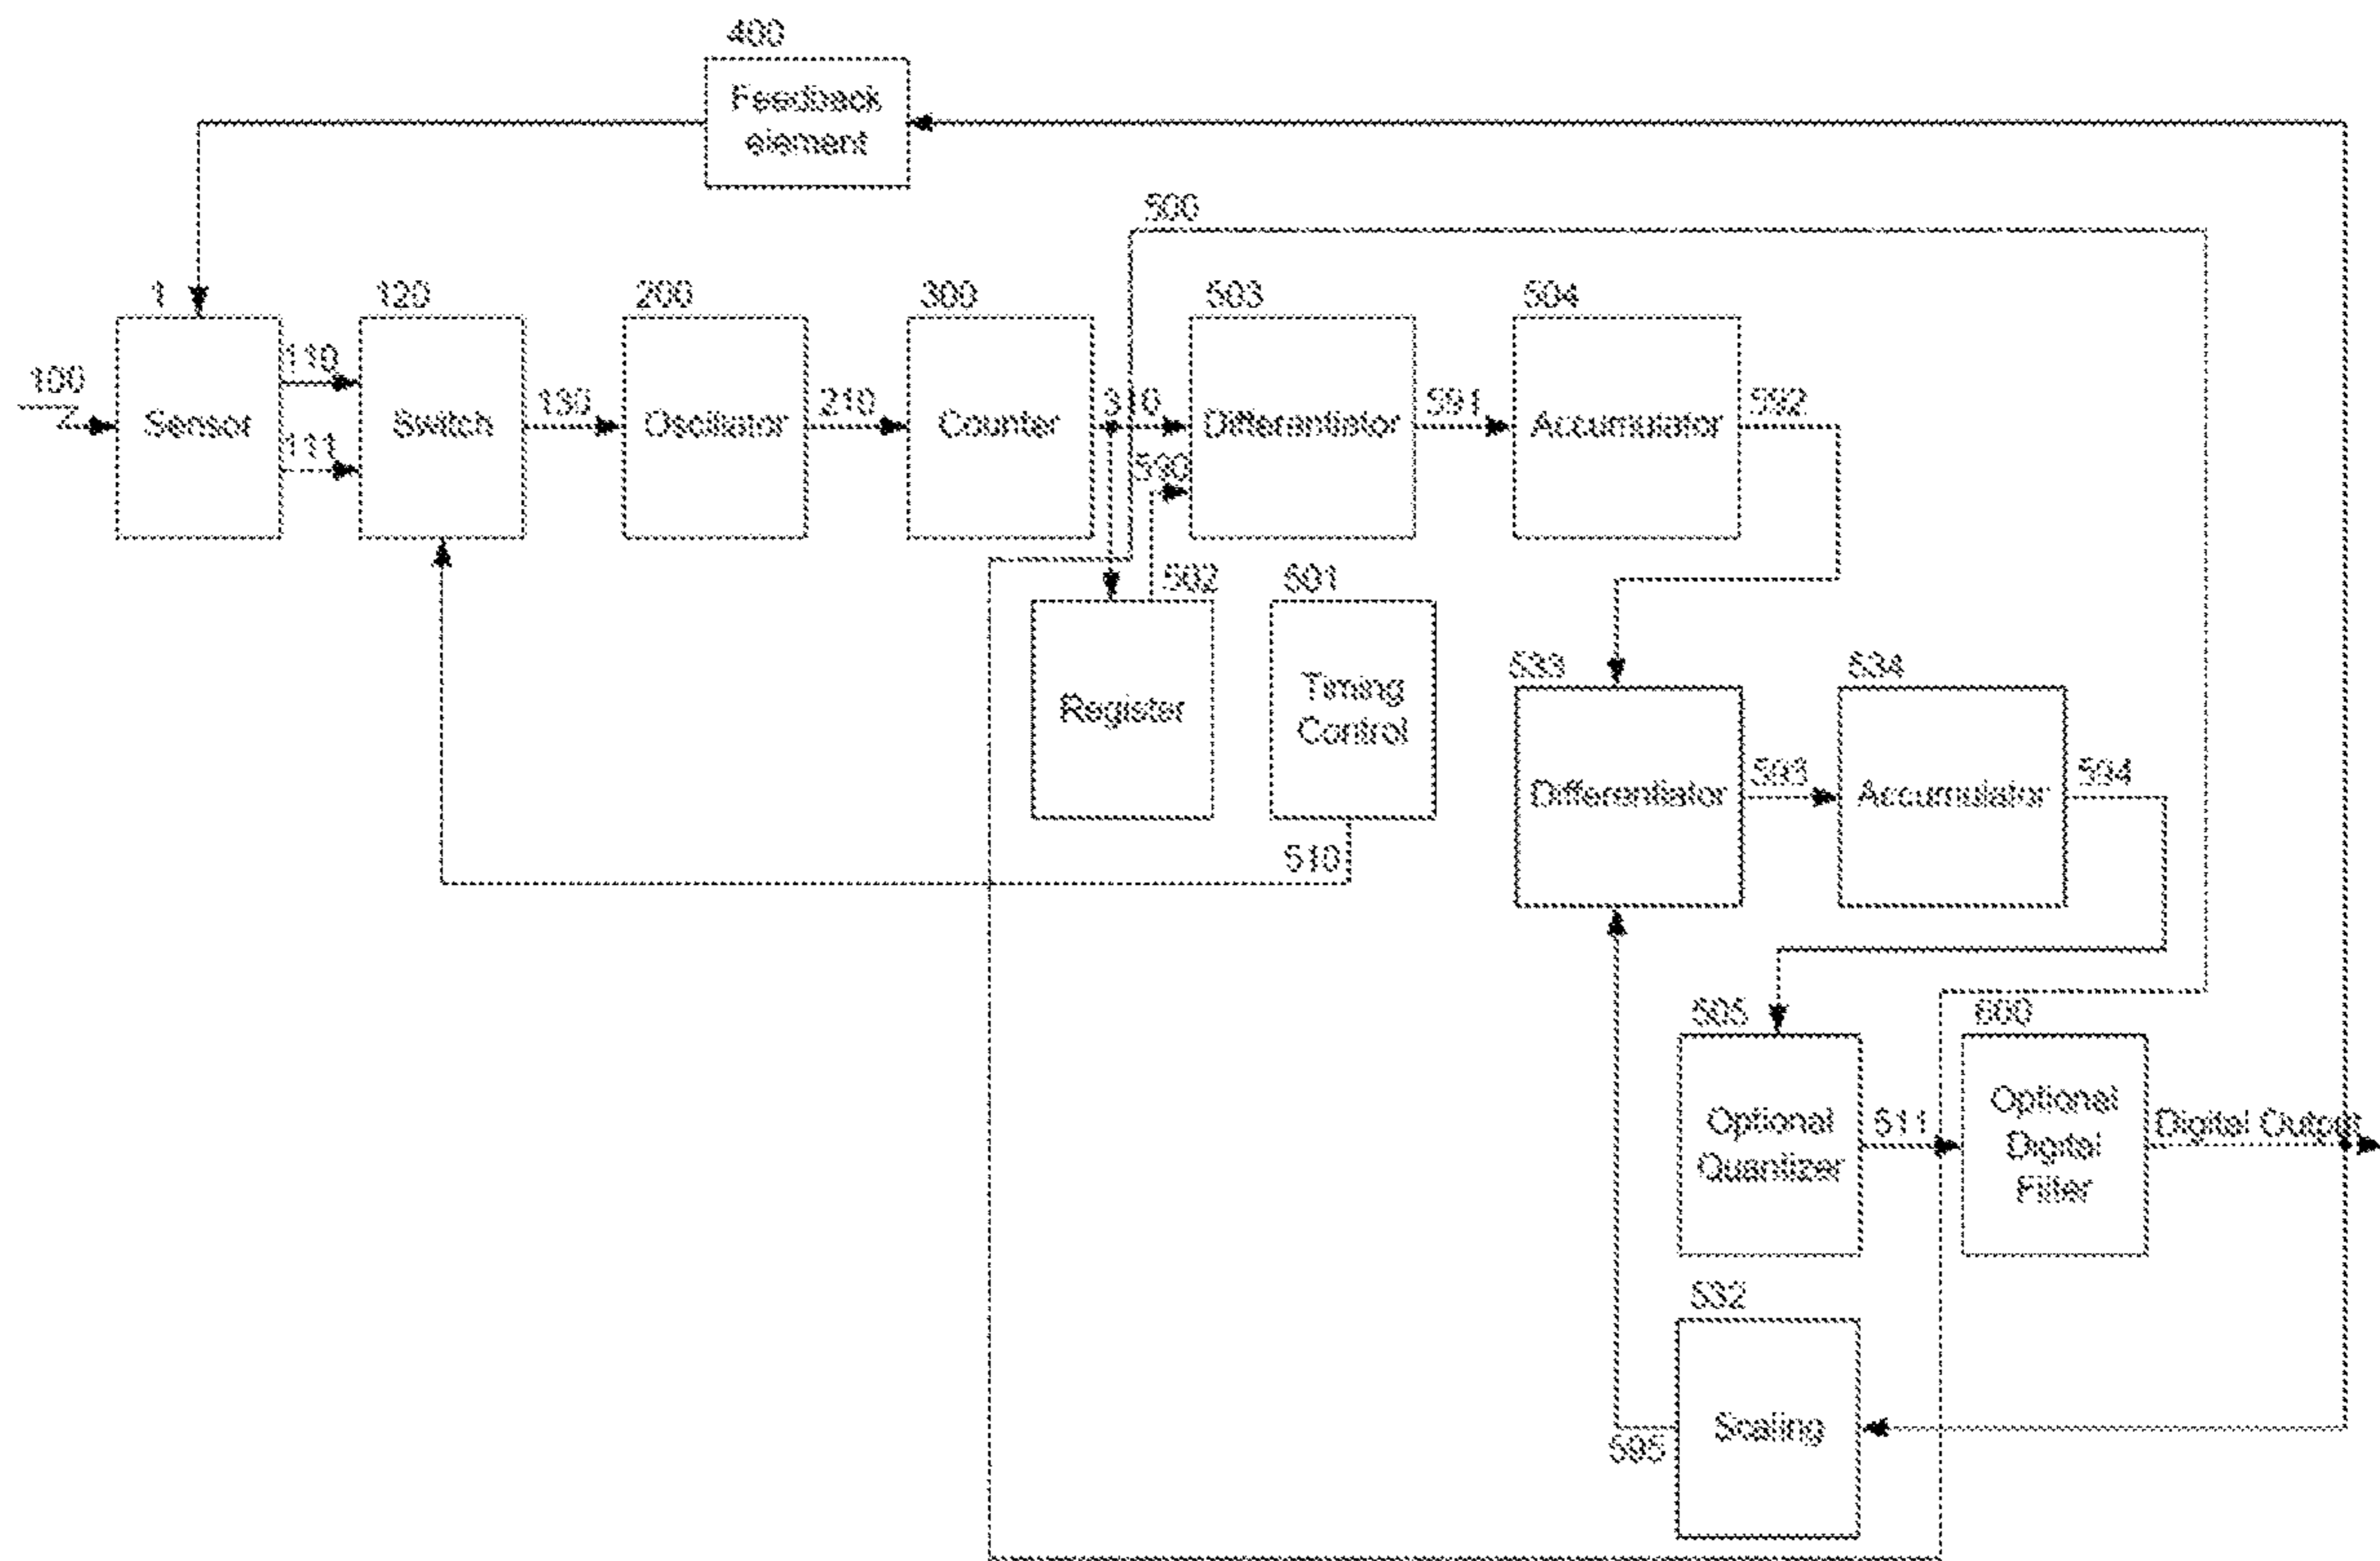 400
Feedback
element
500
1
120
200
300
503
504
100
110
111
Sensor
Switch
130
Oscillator
210
Counter
310
590
Differentiator
591
Accumulator
592
502
501
Register
Timing
Control
510
533
534
Differentiator
593
Accumulator
594
505
600
Optional
Quantizer
511
Optional
Digital
Filter
Digital Output
532
Scaling
595